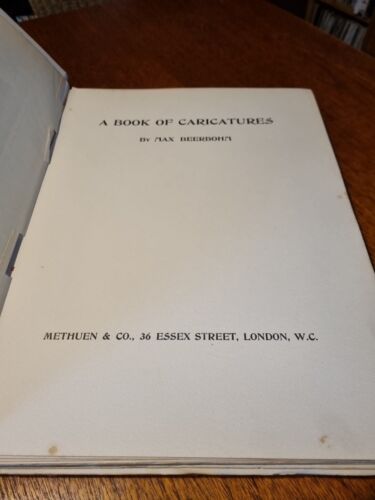 A BOOK OF CARICATURES
BY MAX BEERBOHM
METHUEN & CO., 36 ESSEX STREET, LONDON, W.C.